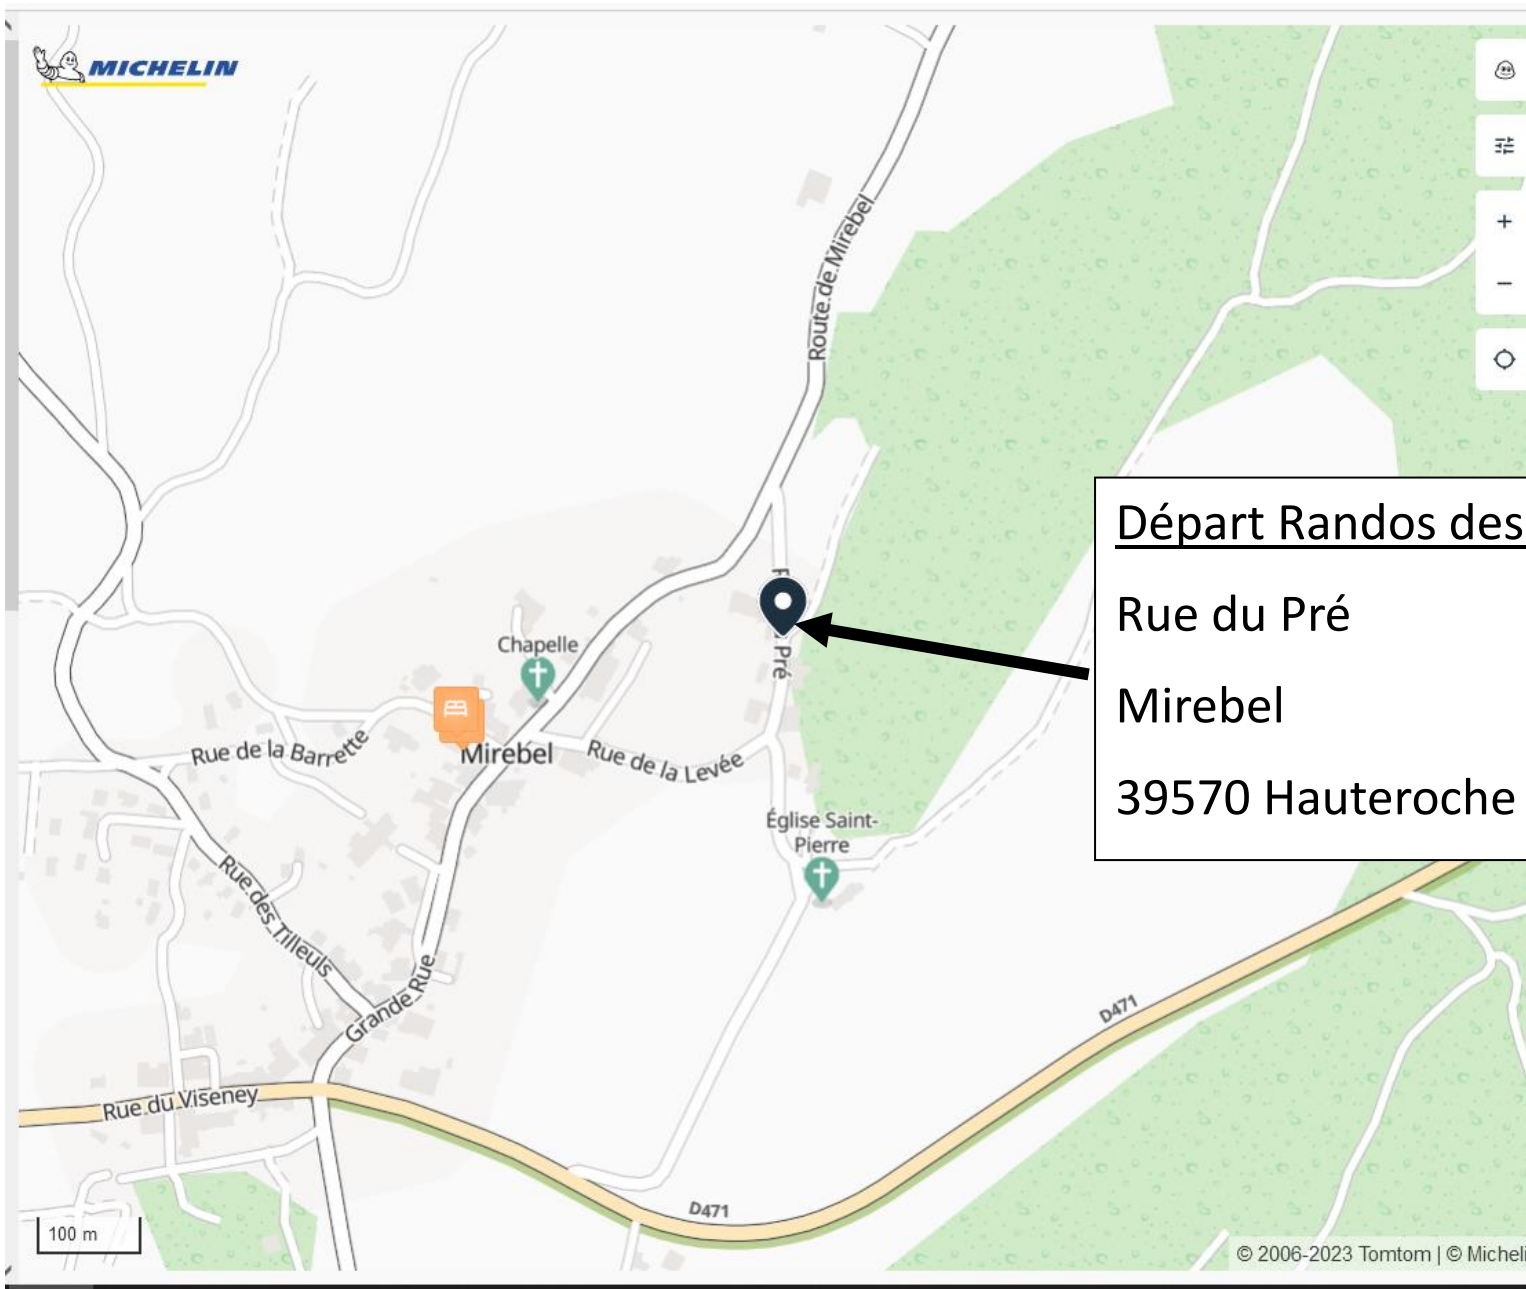 MICHELIN
Route de Mirebel
Départ Randos des
Rue du Pré
Mirebel
39570 Hauteroche
Pré
Chapelle
Mirebel
Rue de la Barrette
Rue de la Levée
Église Saint-
Pierre
Rue des Tilleuls
Grande Rue
D471
Rue du Viseney
D471
100 m
© 2006-2023 Tomtom | © Micheli